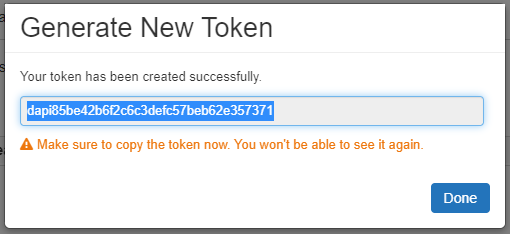 Generate New Token
Your token has been created successfully.
dapi85be42b6f2c6c3defc57beb62e357371
Make sure to copy the token now. You won't be able to see it again.
Done